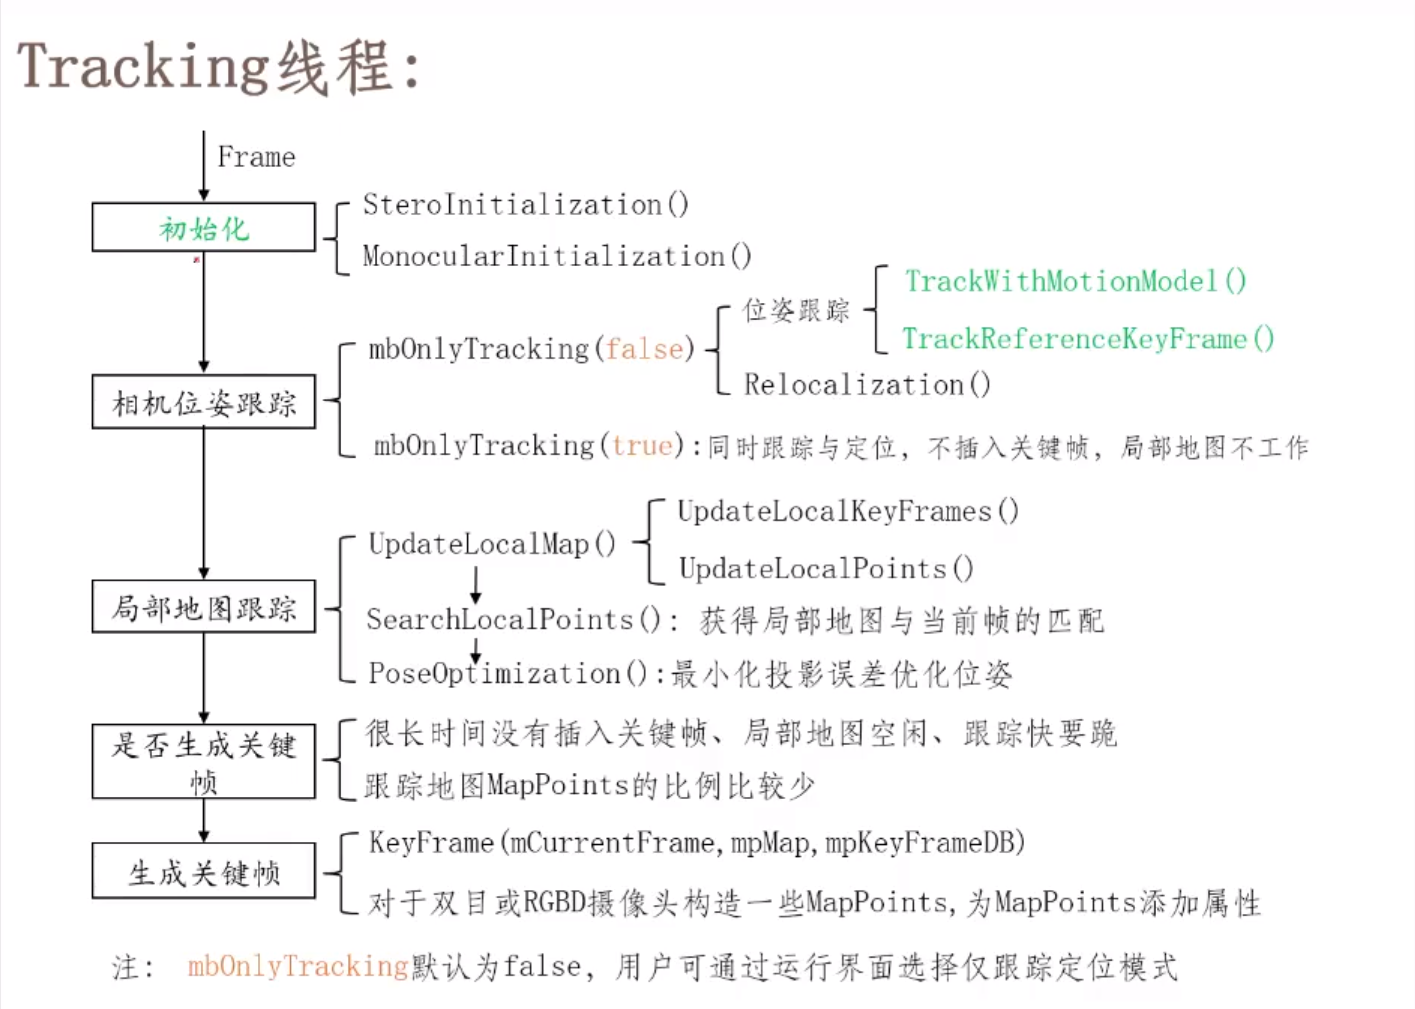 Tracking线程:
Frame
初始化
SteroInitialization()
MonocularInitialization()
相机位姿跟踪
mbOnlyTracking(false)
位姿跟踪
TrackWithMotionModel()
TrackReferenceKeyFrame()
Relocalization()
mbOnlyTracking(true):同时跟踪与定位，不插入关键帧，局部地图不工作
局部地图跟踪
UpdateLocalMap()
UpdateLocalKeyFrames()
UpdateLocalPoints()
SearchLocalPoints(): 获得局部地图与当前帧的匹配
PoseOptimization():最小化投影误差优化位姿
是否生成关键
帧
很长时间没有插入关键帧、局部地图空闲、跟踪快要跪
跟踪地图MapPoints的比例比较少
生成关键帧
KeyFrame(mCurrentFrame,mpMap,mpKeyFrameDB)
对于双目或RGBD摄像头构造一些MapPoints,为MapPoints添加属性
注: mbOnlyTracking默认为false，用户可通过运行界面选择仅跟踪定位模式